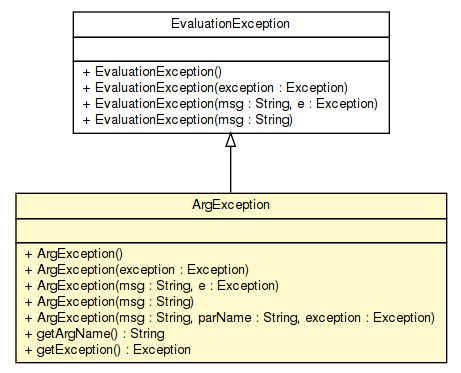 EvaluationException
+ EvaluationException()
+ EvaluationException(exception : Exception)
+ EvaluationException(msg : String, e : Exception)
+ EvaluationException(msg : String)
ArgException
+ ArgException()
+ ArgException(exception : Exception)
+ ArgException(msg : String, e : Exception)
+ ArgException(msg : String)
+ ArgException(msg : String, parName : String, exception : Exception)
+ getArgName() : String
+ getException() : Exception